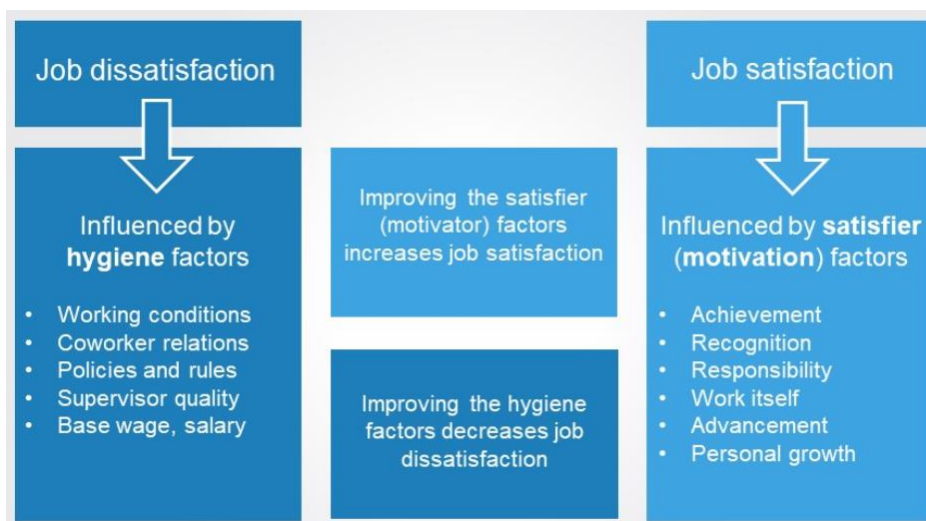 Job dissatisfaction
Influenced by
hygiene factors
• Working conditions
• Coworker relations
• Policies and rules
• Supervisor quality
• Base wage, salary
Improving the satisfier
(motivator) factors
increases job satisfaction
Improving the hygiene
factors decreases job
dissatisfaction
Job satisfaction
Influenced by satisfier
(motivation) factors
• Achievement
• Recognition
• Responsibility
• Work itself
• Advancement
• Personal growth